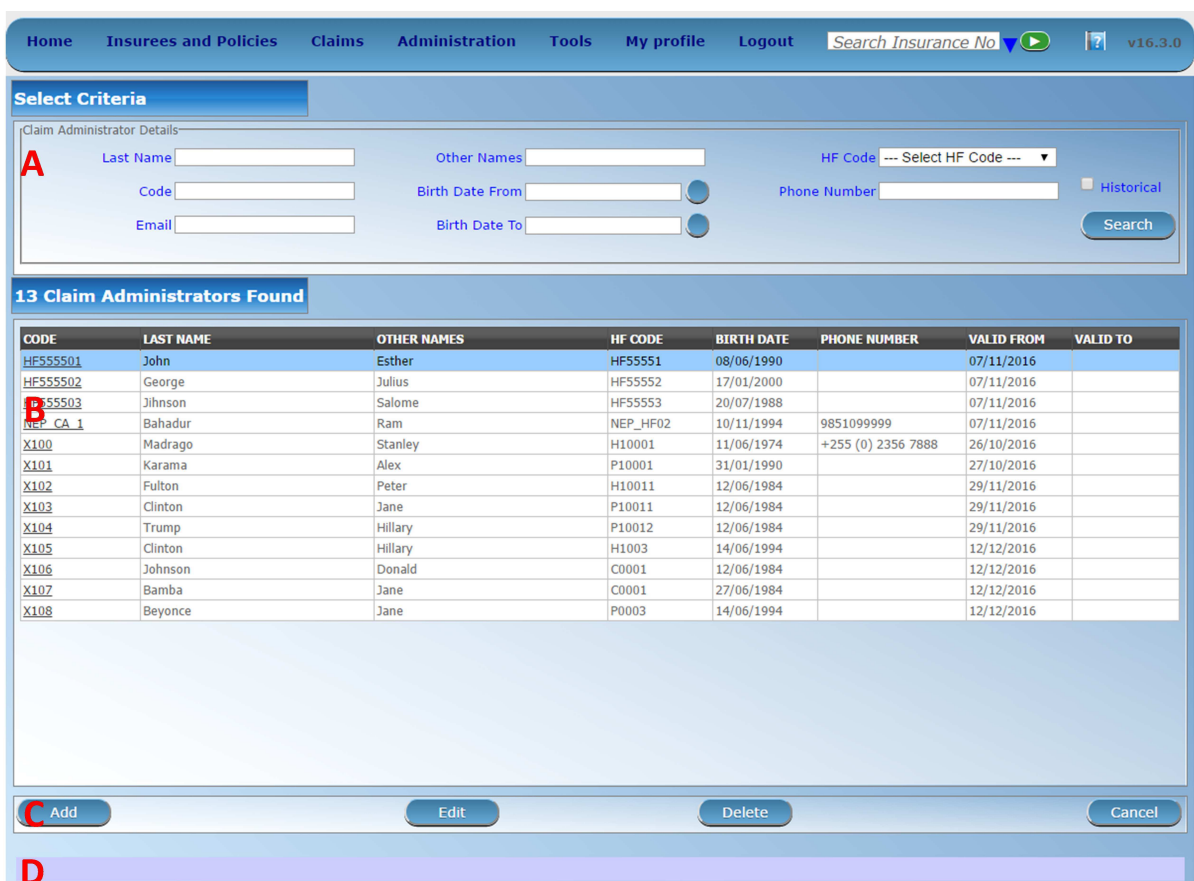 Home Insurees and Policies Claims Administration Tools My profile Logout Search Insurance No ? v16.3.0
Select Criteria
Claim Administrator Details
A
Last Name Other Names HF Code --- Select HF Code ---
Code Birth Date From Phone Number Historical
Email Birth Date To Search
13 Claim Administrators Found
CODE LAST NAME OTHER NAMES HF CODE BIRTH DATE PHONE NUMBER VALID FROM VALID TO
HF555501 John Esther HF55551 08/06/1990 07/11/2016
HF555502 George Julius HF55552 17/01/2000 07/11/2016
HF555503 Jihnson Salome HF55553 20/07/1988 07/11/2016
B
NEP_CA_1 Bahadur Ram NEP_HF02 10/11/1994 9851099999 07/11/2016
X100 Madrago Stanley H10001 11/06/1974 +255 (0) 2356 7888 26/10/2016
X101 Karama Alex P10001 31/01/1990 27/10/2016
X102 Fulton Peter H10011 12/06/1984 29/11/2016
X103 Clinton Jane P10011 12/06/1984 29/11/2016
X104 Trump Hillary P10012 12/06/1984 29/11/2016
X105 Clinton Hillary H1003 14/06/1994 12/12/2016
X106 Johnson Donald C0001 12/06/1984 12/12/2016
X107 Bamba Jane C0001 27/06/1984 12/12/2016
X108 Beyonce Jane P0003 14/06/1994 12/12/2016
C Add Edit Delete Cancel
D